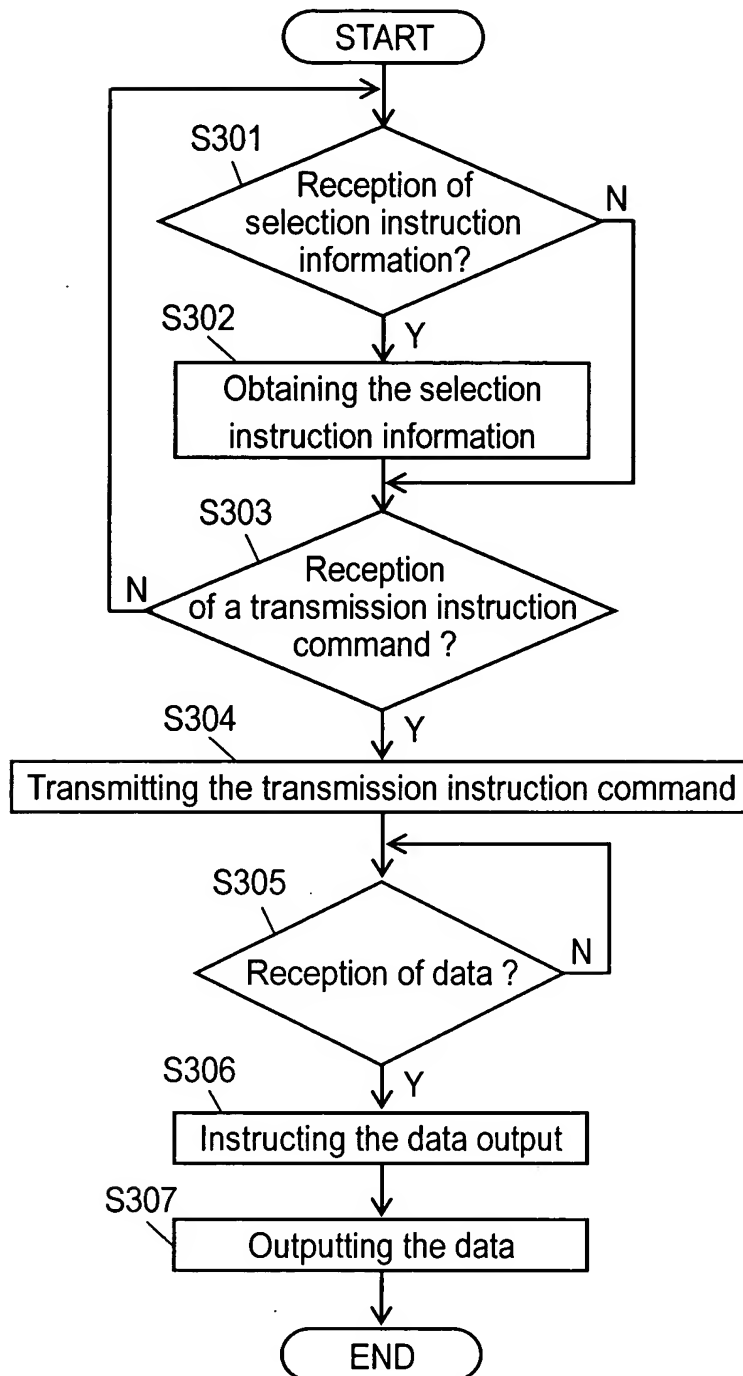 START
S301
Reception of
selection instruction
information?
N
Y
S302
Obtaining the selection
instruction information
S303
Reception
of a transmission instruction
command ?
N
Y
S304
Transmitting the transmission instruction command
S305
Reception of data ?
N
Y
S306
Instructing the data output
S307
Outputting the data
END